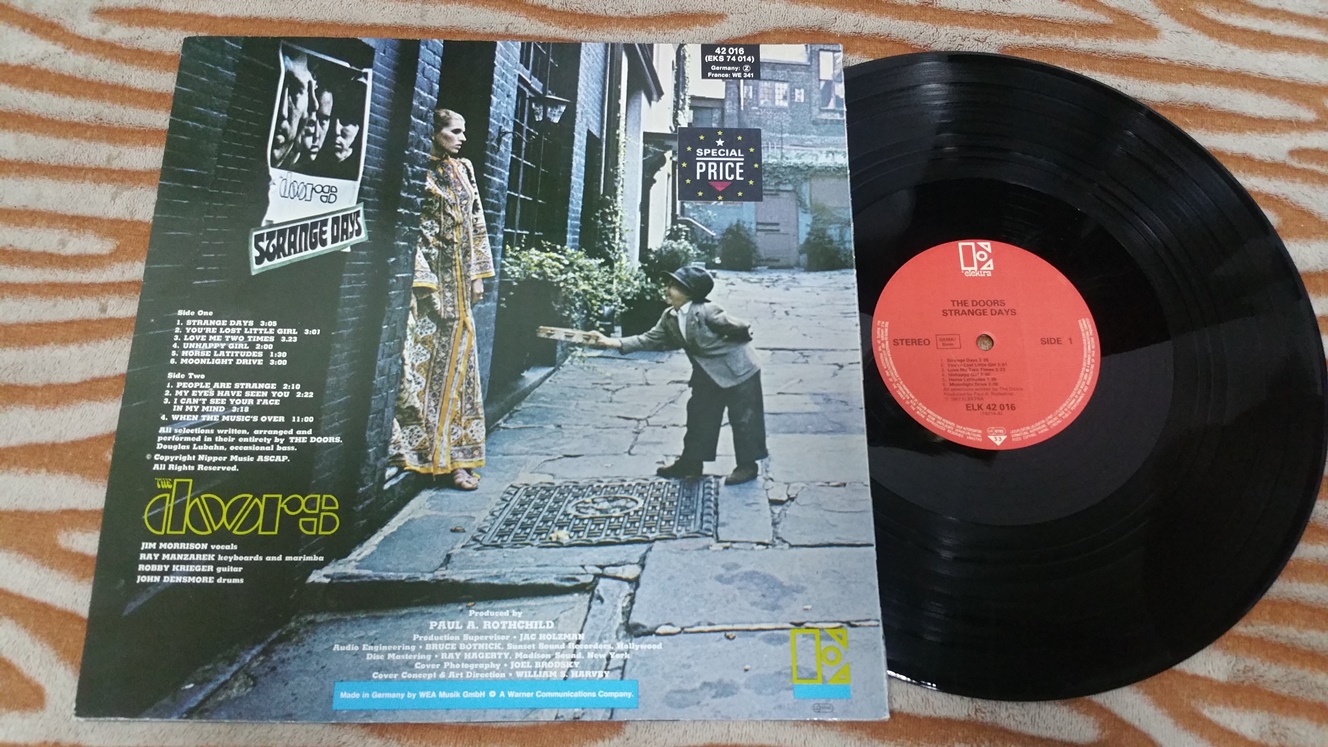 42 016
(EKS 74 014)
Germany: Ⓩ
France: WE 341
SPECIAL
PRICE
doors
STRANGE DAYS
Side One
1. STRANGE DAYS 3:05
2. YOU'RE LOST LITTLE GIRL 3:01
3. LOVE ME TWO TIMES 3.23
4. UNHAPPY GIRL 2:00
5. HORSE LATITUDES 1:30
6. MOONLIGHT DRIVE 3:00
Side Two
1. PEOPLE ARE STRANGE 2:10
2. MY EYES HAVE SEEN YOU 2:22
3. I CAN'T SEE YOUR FACE
IN MY MIND 3:18
4. WHEN THE MUSIC'S OVER 11:00
All selections written, arranged and
performed in their entirety by THE DOORS.
Douglas Lubahn, occasional bass.
© Copyright Nipper Music ASCAP.
All Rights Reserved.
THE
doors
JIM MORRISON vocals
RAY MANZAREK keyboards and marimba
ROBBY KRIEGER guitar
JOHN DENSMORE drums
Produced by
PAUL A. ROTHCHILD
Production Supervisor • JAC HOLZMAN
Audio Engineering • BRUCE BOTNICK, Sunset Sound Recorders, Hollywood
Disc Mastering • RAY HAGERTY, Madison Sound, New York
Cover Photography • JOEL BRODSKY
Cover Concept & Art Direction • WILLIAM S. HARVEY
Made in Germany by WEA Musik GmbH A Warner Communications Company.
elektra
THE DOORS
STRANGE DAYS
STEREO
SIDE 1
ELK 42 016
33